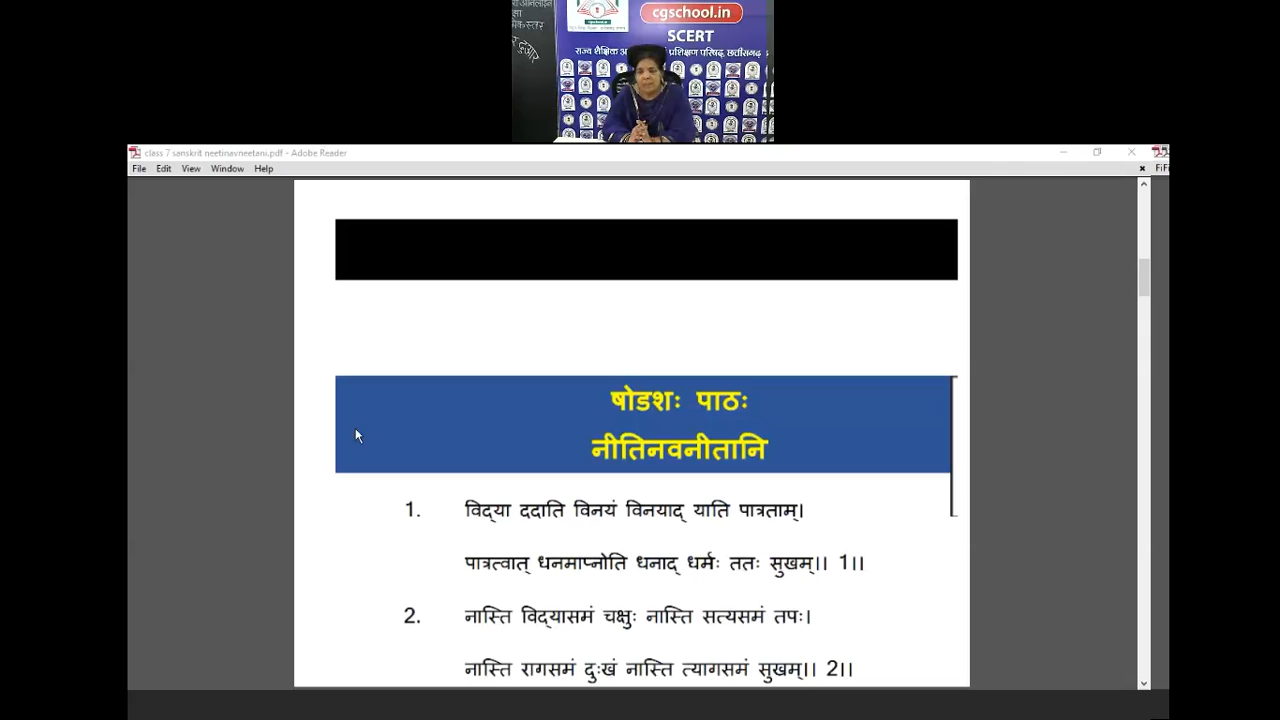 cgschool.in
SCERT
class 7 sanskrit neetinavneetani.pdf - Adobe Reader
File Edit View Window Help
षोडशः पाठः
नीतिनवनीतानि
1. विद्या ददाति विनयं विनयाद् याति पात्रताम्।
पात्रत्वात् धनमाप्नोति धनाद् धर्मः ततः सुखम्।। 1।।
2. नास्ति विद्यासमं चक्षुः नास्ति सत्यसमं तपः।
नास्ति रागसमं दुःखं नास्ति त्यागसमं सुखम्।। 2।।